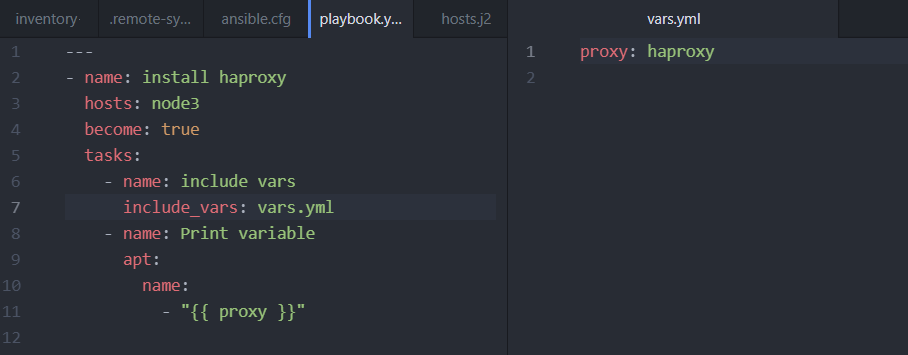 inventory
.remote-sy...
ansible.cfg
playbook.y...
hosts.j2
1 ---
2 - name: install haproxy
3 hosts: node3
4 become: true
5 tasks:
6 - name: include vars
7 include_vars: vars.yml
8 - name: Print variable
9 apt:
10 name:
11 - "{{ proxy }}"
12
vars.yml
1 proxy: haproxy
2